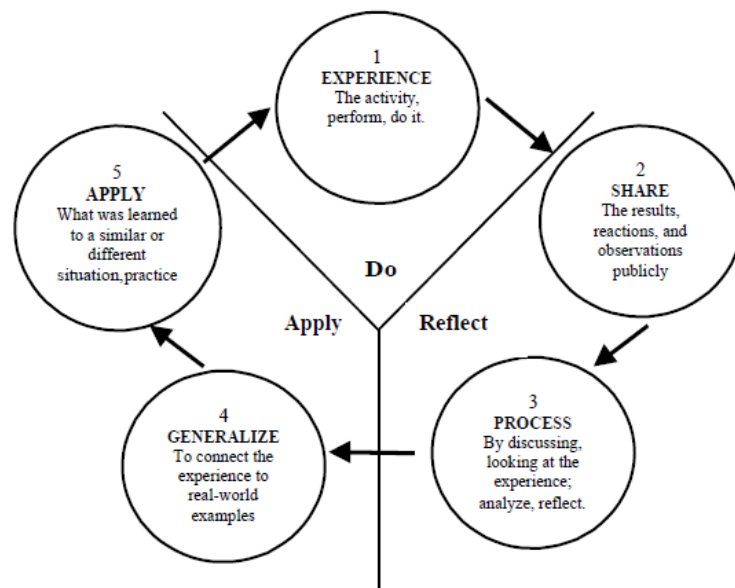 1
EXPERIENCE
The activity,
perform, do it.
2
SHARE
The results,
reactions, and
observations
publicly
3
PROCESS
By discussing,
looking at the
experience;
analyze, reflect.
4
GENERALIZE
To connect the
experience to
real-world
examples
5
APPLY
What was learned
to a similar or
different
situation,practice
Do
Apply
Reflect